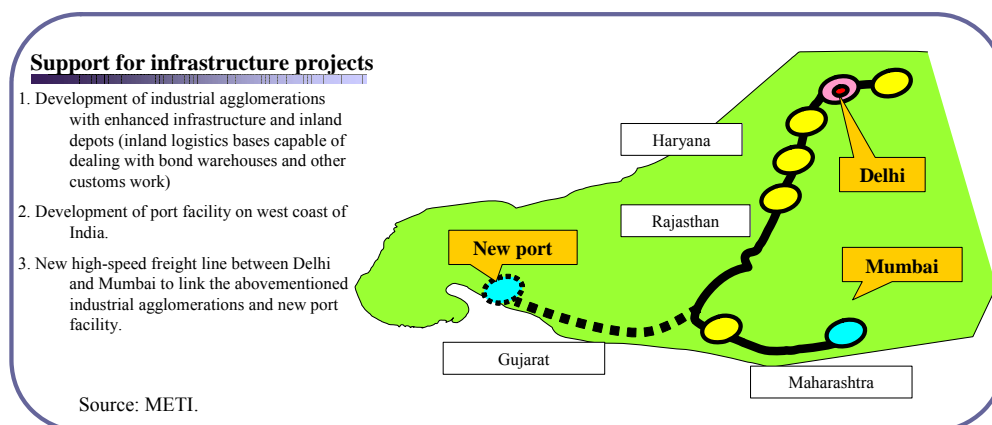 Support for infrastructure projects
1. Development of industrial agglomerations
with enhanced infrastructure and inland
depots (inland logistics bases capable of
dealing with bond warehouses and other
customs work)
2. Development of port facility on west coast of
India.
3. New high-speed freight line between Delhi
and Mumbai to link the abovementioned
industrial agglomerations and new port
facility.
Source: METI.
Haryana
Delhi
Rajasthan
New port
Mumbai
Gujarat
Maharashtra